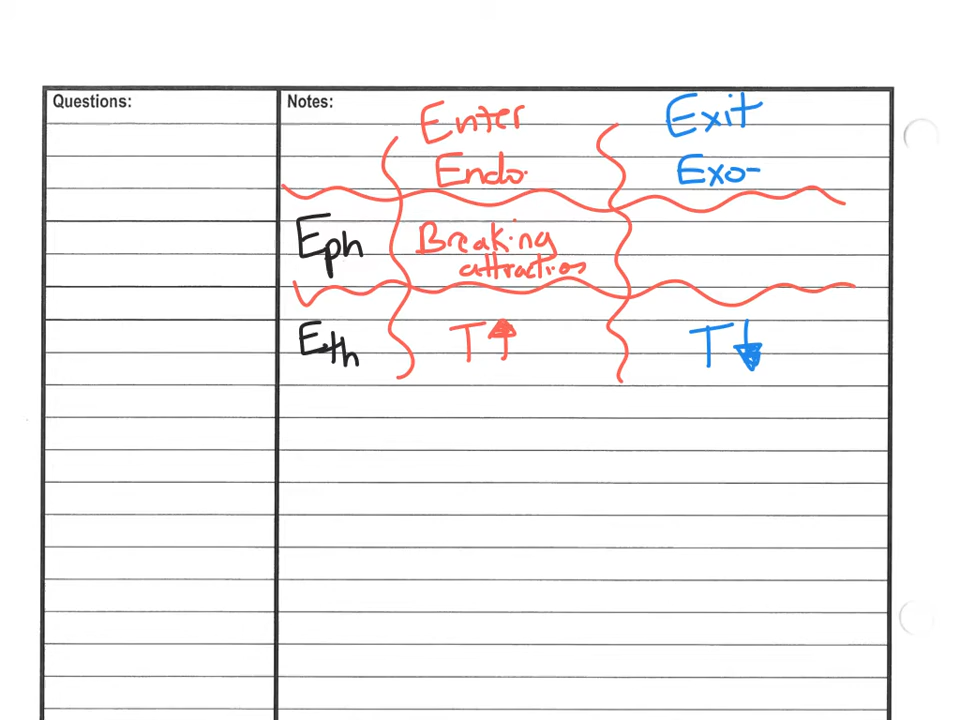 Questions:
Notes:
Enter
Exit
Endo.
Exo-
Eph
Breaking
attractions
Eth
T
T